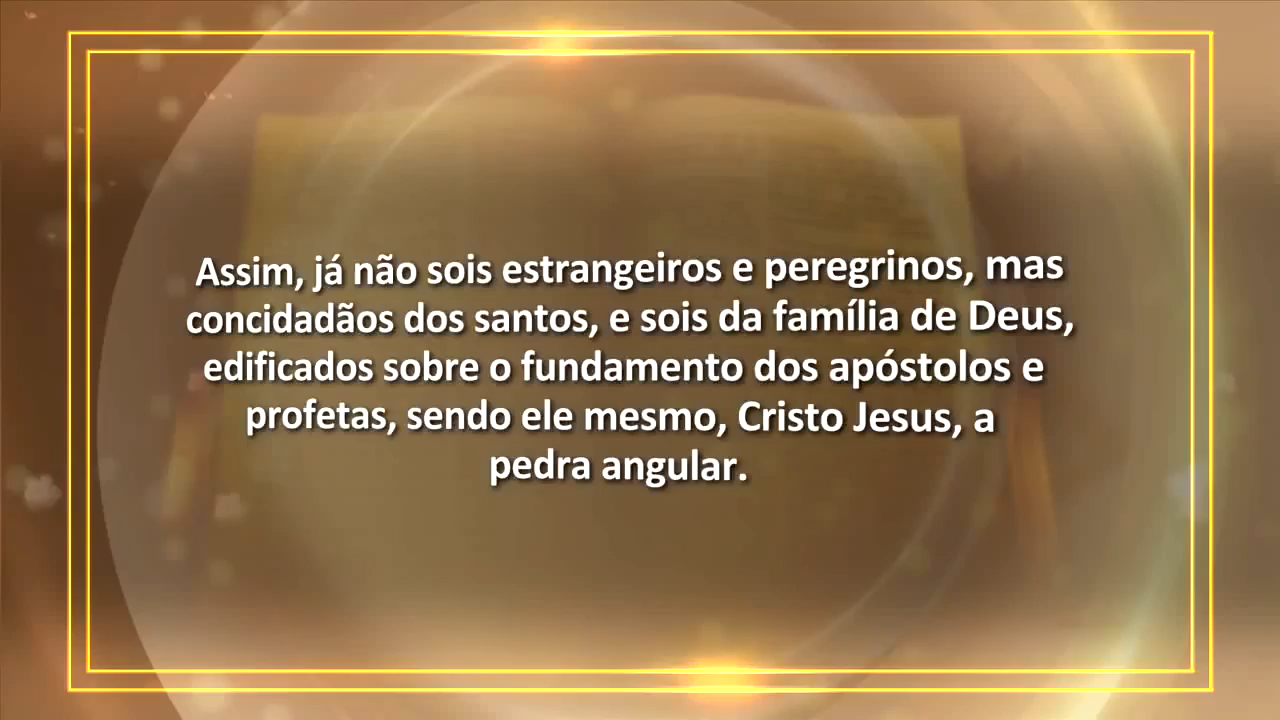 Assim, já não sois estrangeiros e peregrinos, mas
concidadãos dos santos, e sois da família de Deus,
edificados sobre o fundamento dos apóstolos e
profetas, sendo ele mesmo, Cristo Jesus, a
pedra angular.